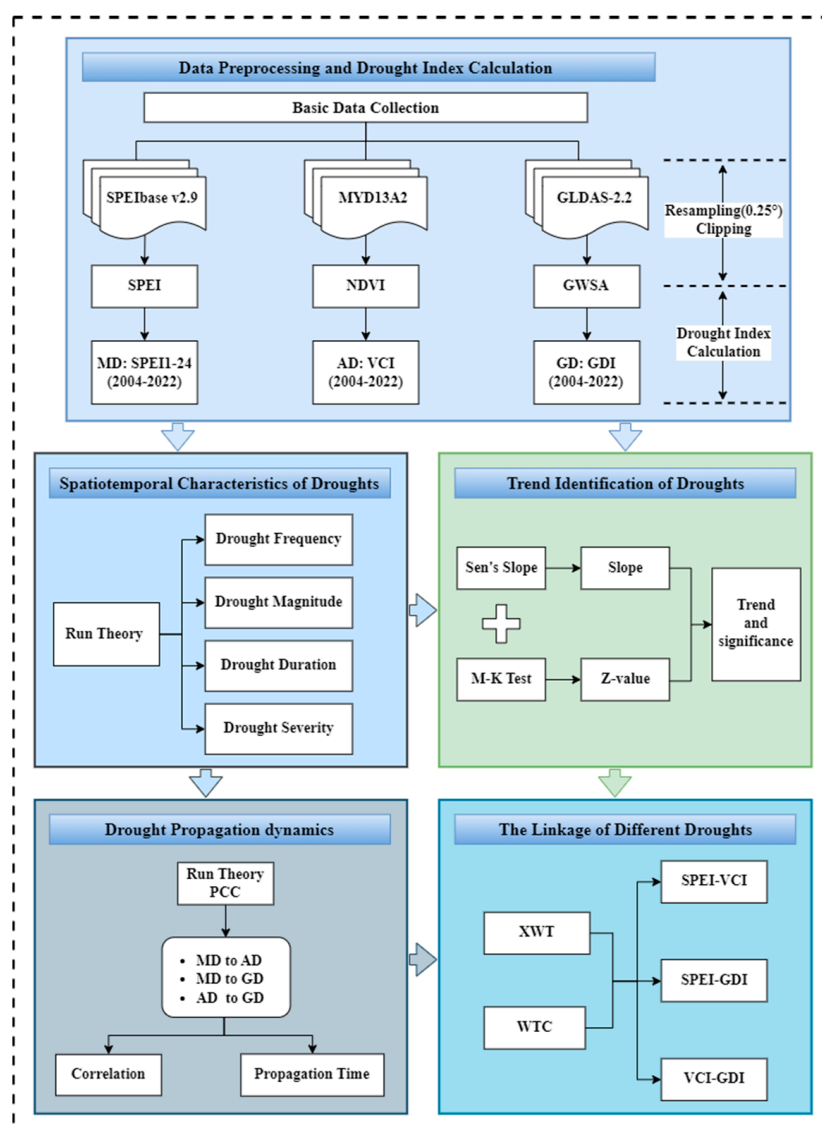 Data Preprocessing and Drought Index Calculation
Basic Data Collection
SPEIbase v2.9
MYD13A2
GLDAS-2.2
Resampling(0.25°)
Clipping
SPEI
NDVI
GWSA
MD: SPEI1-24
(2004-2022)
AD: VCI
(2004-2022)
GD: GDI
(2004-2022)
Drought Index
Calculation
Spatiotemporal Characteristics of Droughts
Run Theory
Drought Frequency
Drought Magnitude
Drought Duration
Drought Severity
Trend Identification of Droughts
Sen's Slope
Slope
M-K Test
Z-value
Trend
and
significance
Drought Propagation dynamics
Run Theory
PCC
• MD to AD
• MD to GD
• AD to GD
Correlation
Propagation Time
The Linkage of Different Droughts
XWT
WTC
SPEI-VCI
SPEI-GDI
VCI-GDI